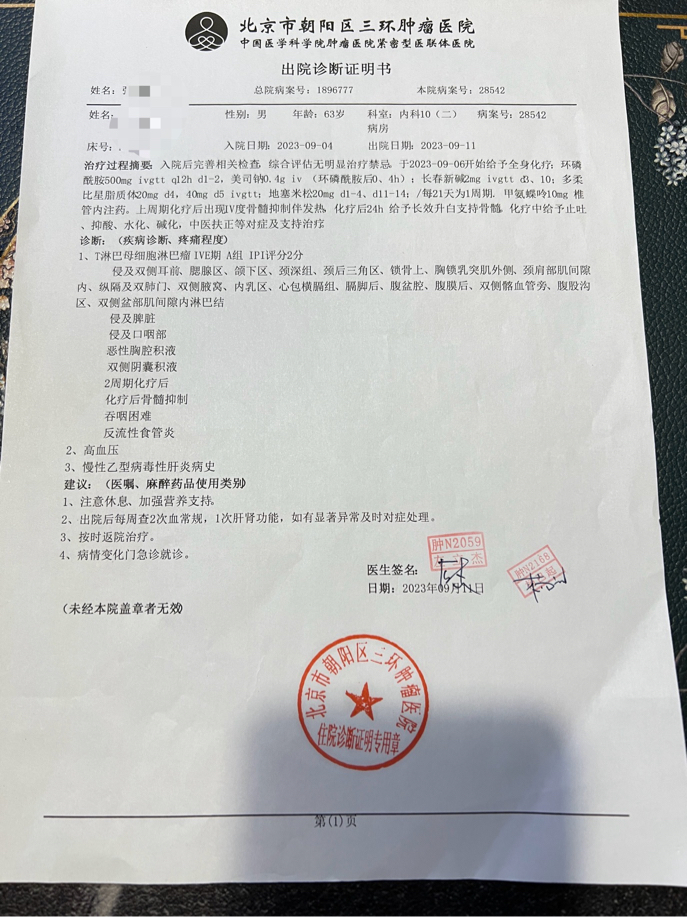 北京市朝阳区三环肿瘤医院
中国医学科学院肿瘤医院紧密型医联体医院
出院诊断证明书
姓名： 总院病案号：1896777 本院病案号：28542
姓名： 性别：男 年龄：63岁 科室：内科10（二）病房 病案号：28542
床号： 入院日期：2023-09-04 出院日期：2023-09-11
治疗过程摘要：入院后完善相关检查，综合评估无明显治疗禁忌，于2023-09-06开始给予全身化疗：环磷
酰胺500mg ivgtt q12h d1-2，美司钠0.4g iv（环磷酰胺后0、4h）；长春新碱2mg ivgtt d3、10；多柔
比星脂质体20mg d4，40mg d5 ivgtt；地塞米松20mg d1-4、d11-14；/每21天为1周期。甲氨蝶呤10mg 椎
管内注药。上周期化疗后出现IV度骨髓抑制伴发热，化疗后24h 给予长效升白支持骨髓，化疗中给予止吐
、抑酸、水化、碱化，中医扶正等对症及支持治疗。
诊断：（疾病诊断、疼痛程度）
1、T淋巴母细胞淋巴瘤 IVE期 A组 IPI评分2分
侵及双侧耳前、腮腺区、颌下区、颈深组、颈后三角区、锁骨上、胸锁乳突肌外侧、颈肩部肌间隙
内、纵隔及双肺门、双侧腋窝、内乳区、心包横膈组、膈脚后、腹盆腔、腹膜后、双侧髂血管旁、腹股沟
区、双侧盆部肌间隙内淋巴结
侵及脾脏
侵及口咽部
恶性胸腔积液
双侧阴囊积液
2周期化疗后
化疗后骨髓抑制
吞咽困难
反流性食管炎
2、高血压
3、慢性乙型病毒性肝炎病史
建议：（医嘱、麻醉药品使用类别）
1、注意休息、加强营养支持。
2、出院后每周查2次血常规，1次肝肾功能，如有显著异常及时对症处理。
3、按时返院治疗。
4、病情变化门急诊就诊。
肿N2059
杰
肿N2168
医生签名：
日期：2023年09月11日
（未经本院盖章者无效）
北京市朝阳区三环肿瘤医院
住院诊断证明专用章
第(1)页